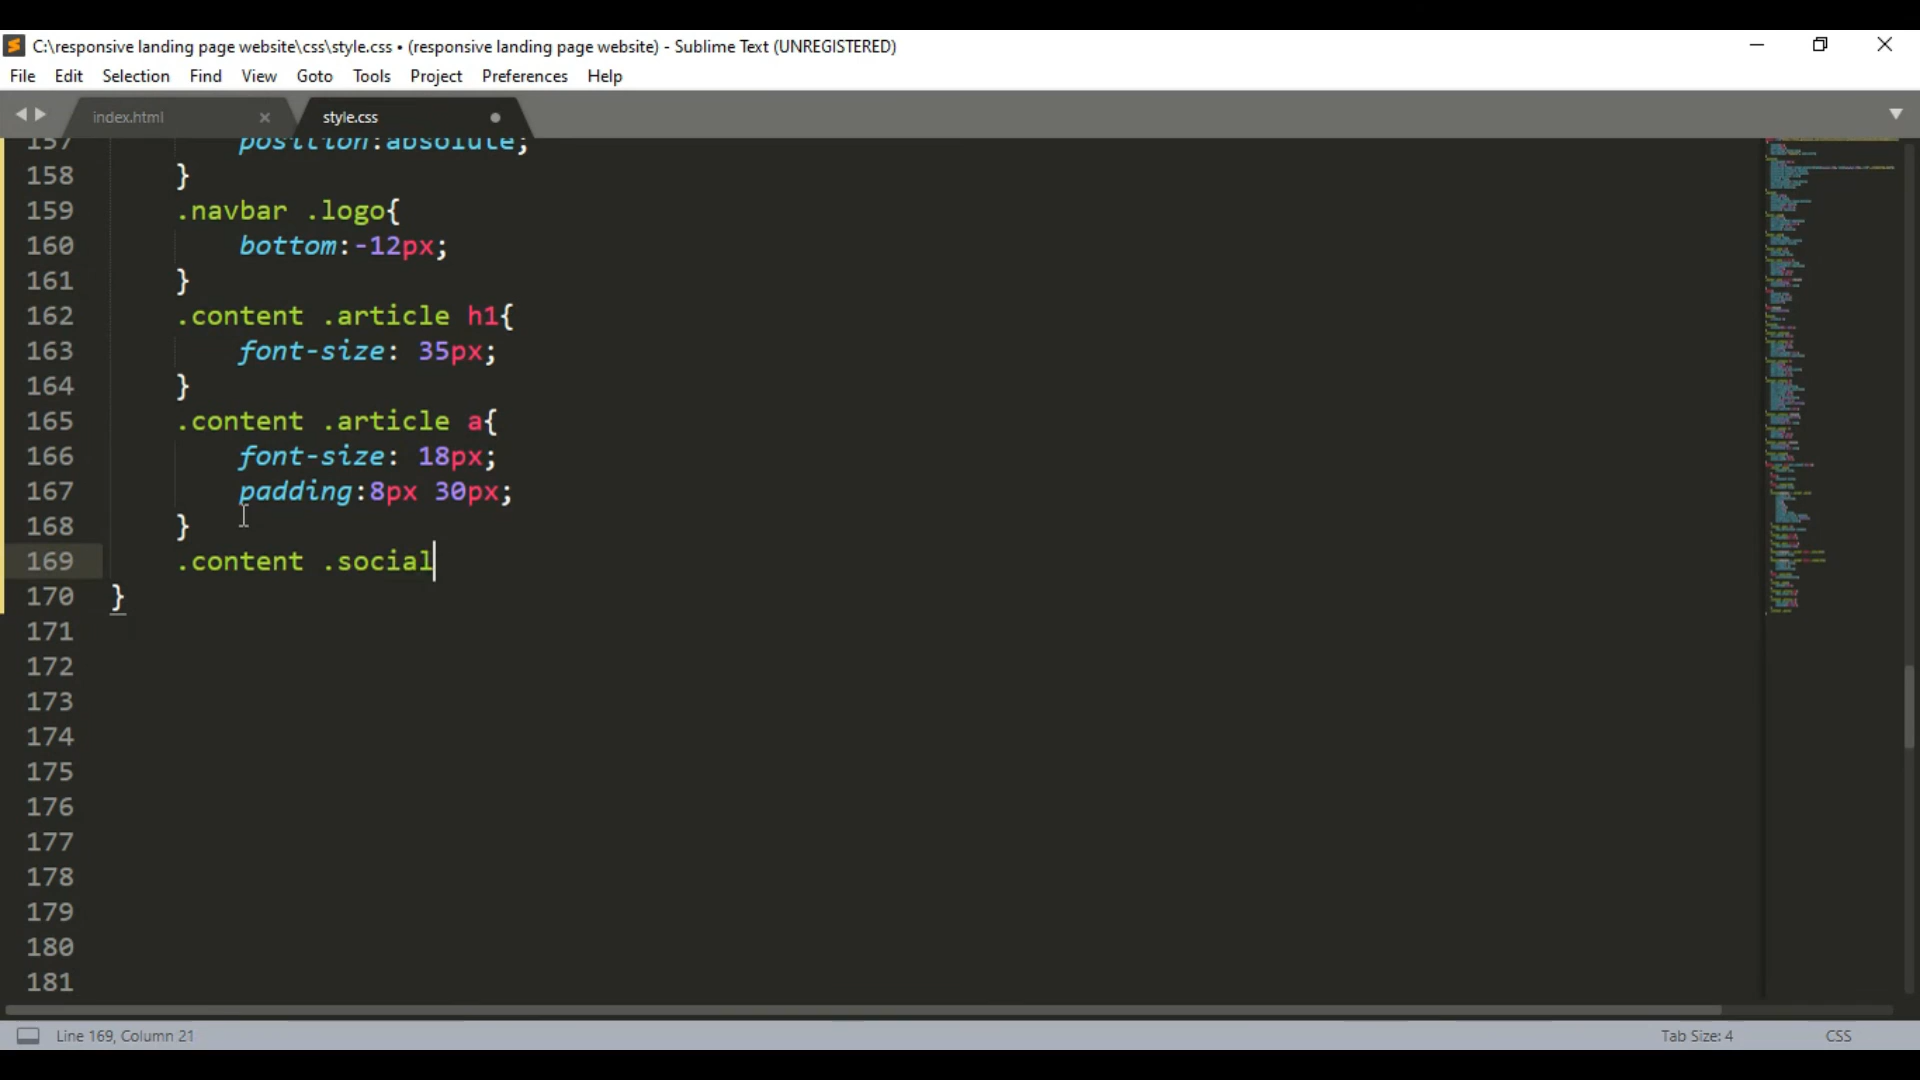 C:\responsive landing page website\css\style.css • (responsive landing page website) - Sublime Text (UNREGISTERED)
File Edit Selection Find View Goto Tools Project Preferences Help
index.html style.css
157 position:absolute;
158 }
159 .navbar .logo{
160 bottom:-12px;
161 }
162 .content .article h1{
163 font-size: 35px;
164 }
165 .content .article a{
166 font-size: 18px;
167 padding:8px 30px;
168 }
169 .content .social
170 }
171
172
173
174
175
176
177
178
179
180
181
Line 169, Column 21 Tab Size: 4 CSS